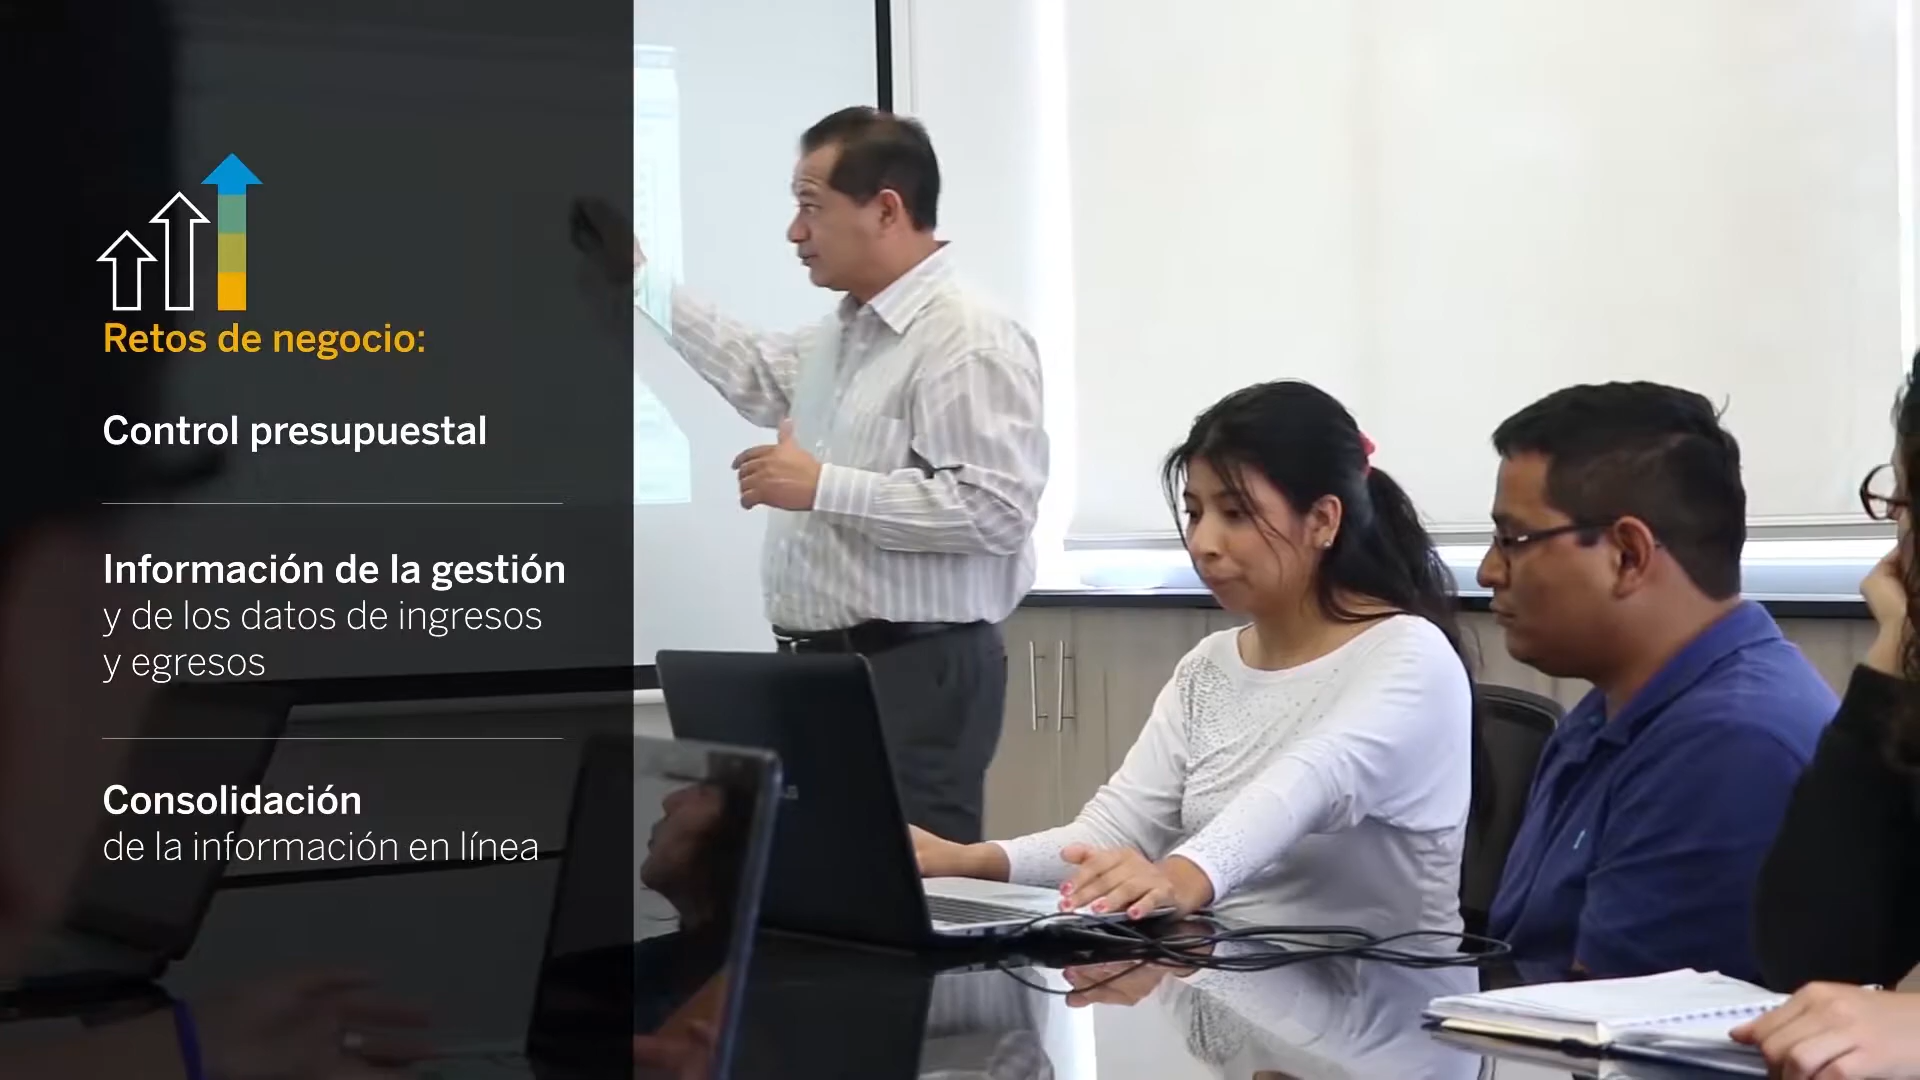 Retos de negocio:
Control presupuestal
Información de la gestión
y de los datos de ingresos
y egresos
Consolidación
de la información en línea